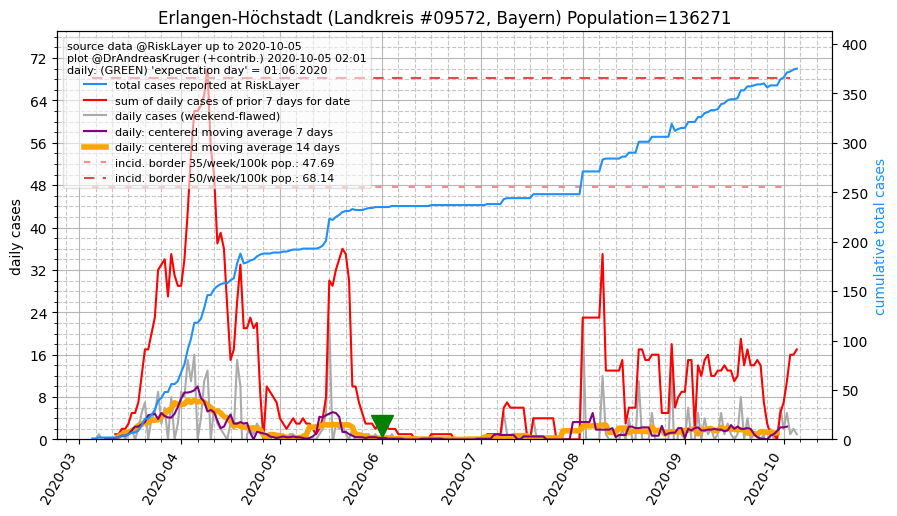 Erlangen-Höchstadt (Landkreis #09572, Bayern) Population=136271
source data @RiskLayer up to 2020-10-05
plot @DrAndreasKruger (+contrib.) 2020-10-05 02:01
daily: (GREEN) 'expectation day' = 01.06.2020
total cases reported at RiskLayer
sum of daily cases of prior 7 days for date
daily cases (weekend-flawed)
daily: centered moving average 7 days
daily: centered moving average 14 days
incid. border 35/week/100k pop.: 47.69
incid. border 50/week/100k pop.: 68.14
daily cases
72
64
56
48
40
32
24
16
8
0
400
350
300
250
200
150
100
50
0
cumulative total cases
2020-03
2020-04
2020-05
2020-06
2020-07
2020-08
2020-09
2020-10